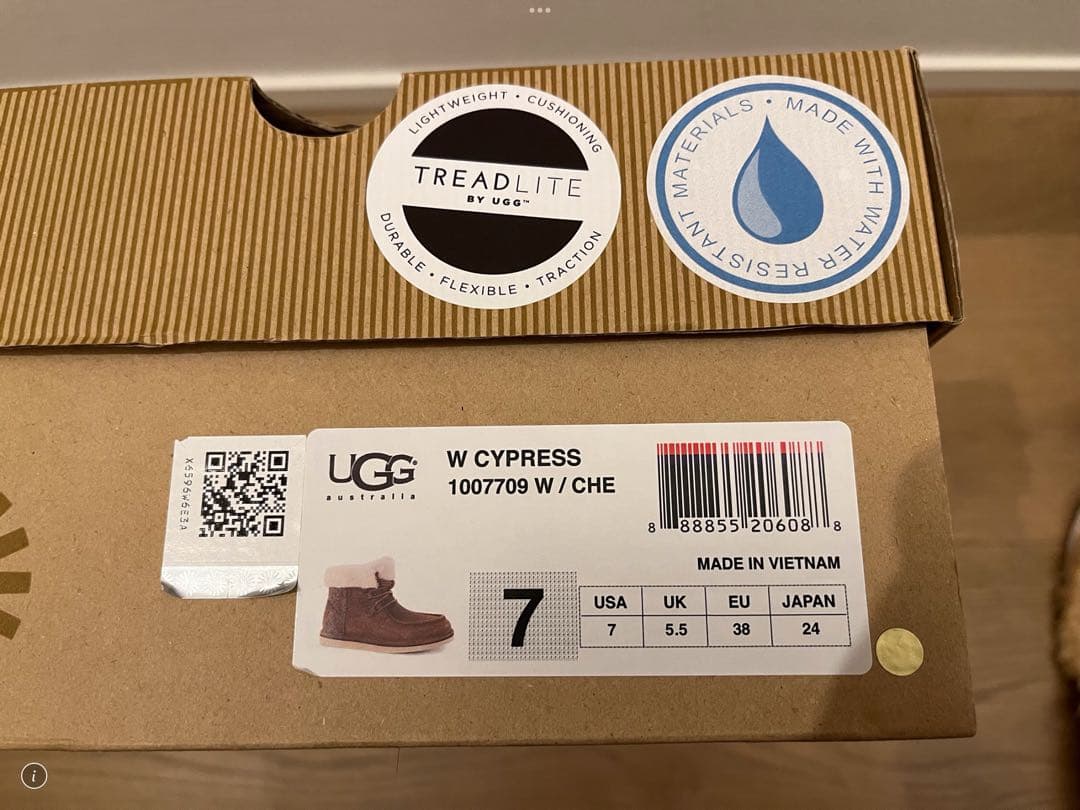 LIGHTWEIGHT • CUSHIONING
TREADLITE
BY UGG™
DURABLE • FLEXIBLE • TRACTION
MADE WITH WATER RESISTANT MATERIALS •
X6596W6E3A
UGG®
australia
W CYPRESS
1007709 W / CHE
8 88855 20608 8
MADE IN VIETNAM
7
USA UK EU JAPAN
7 5.5 38 24